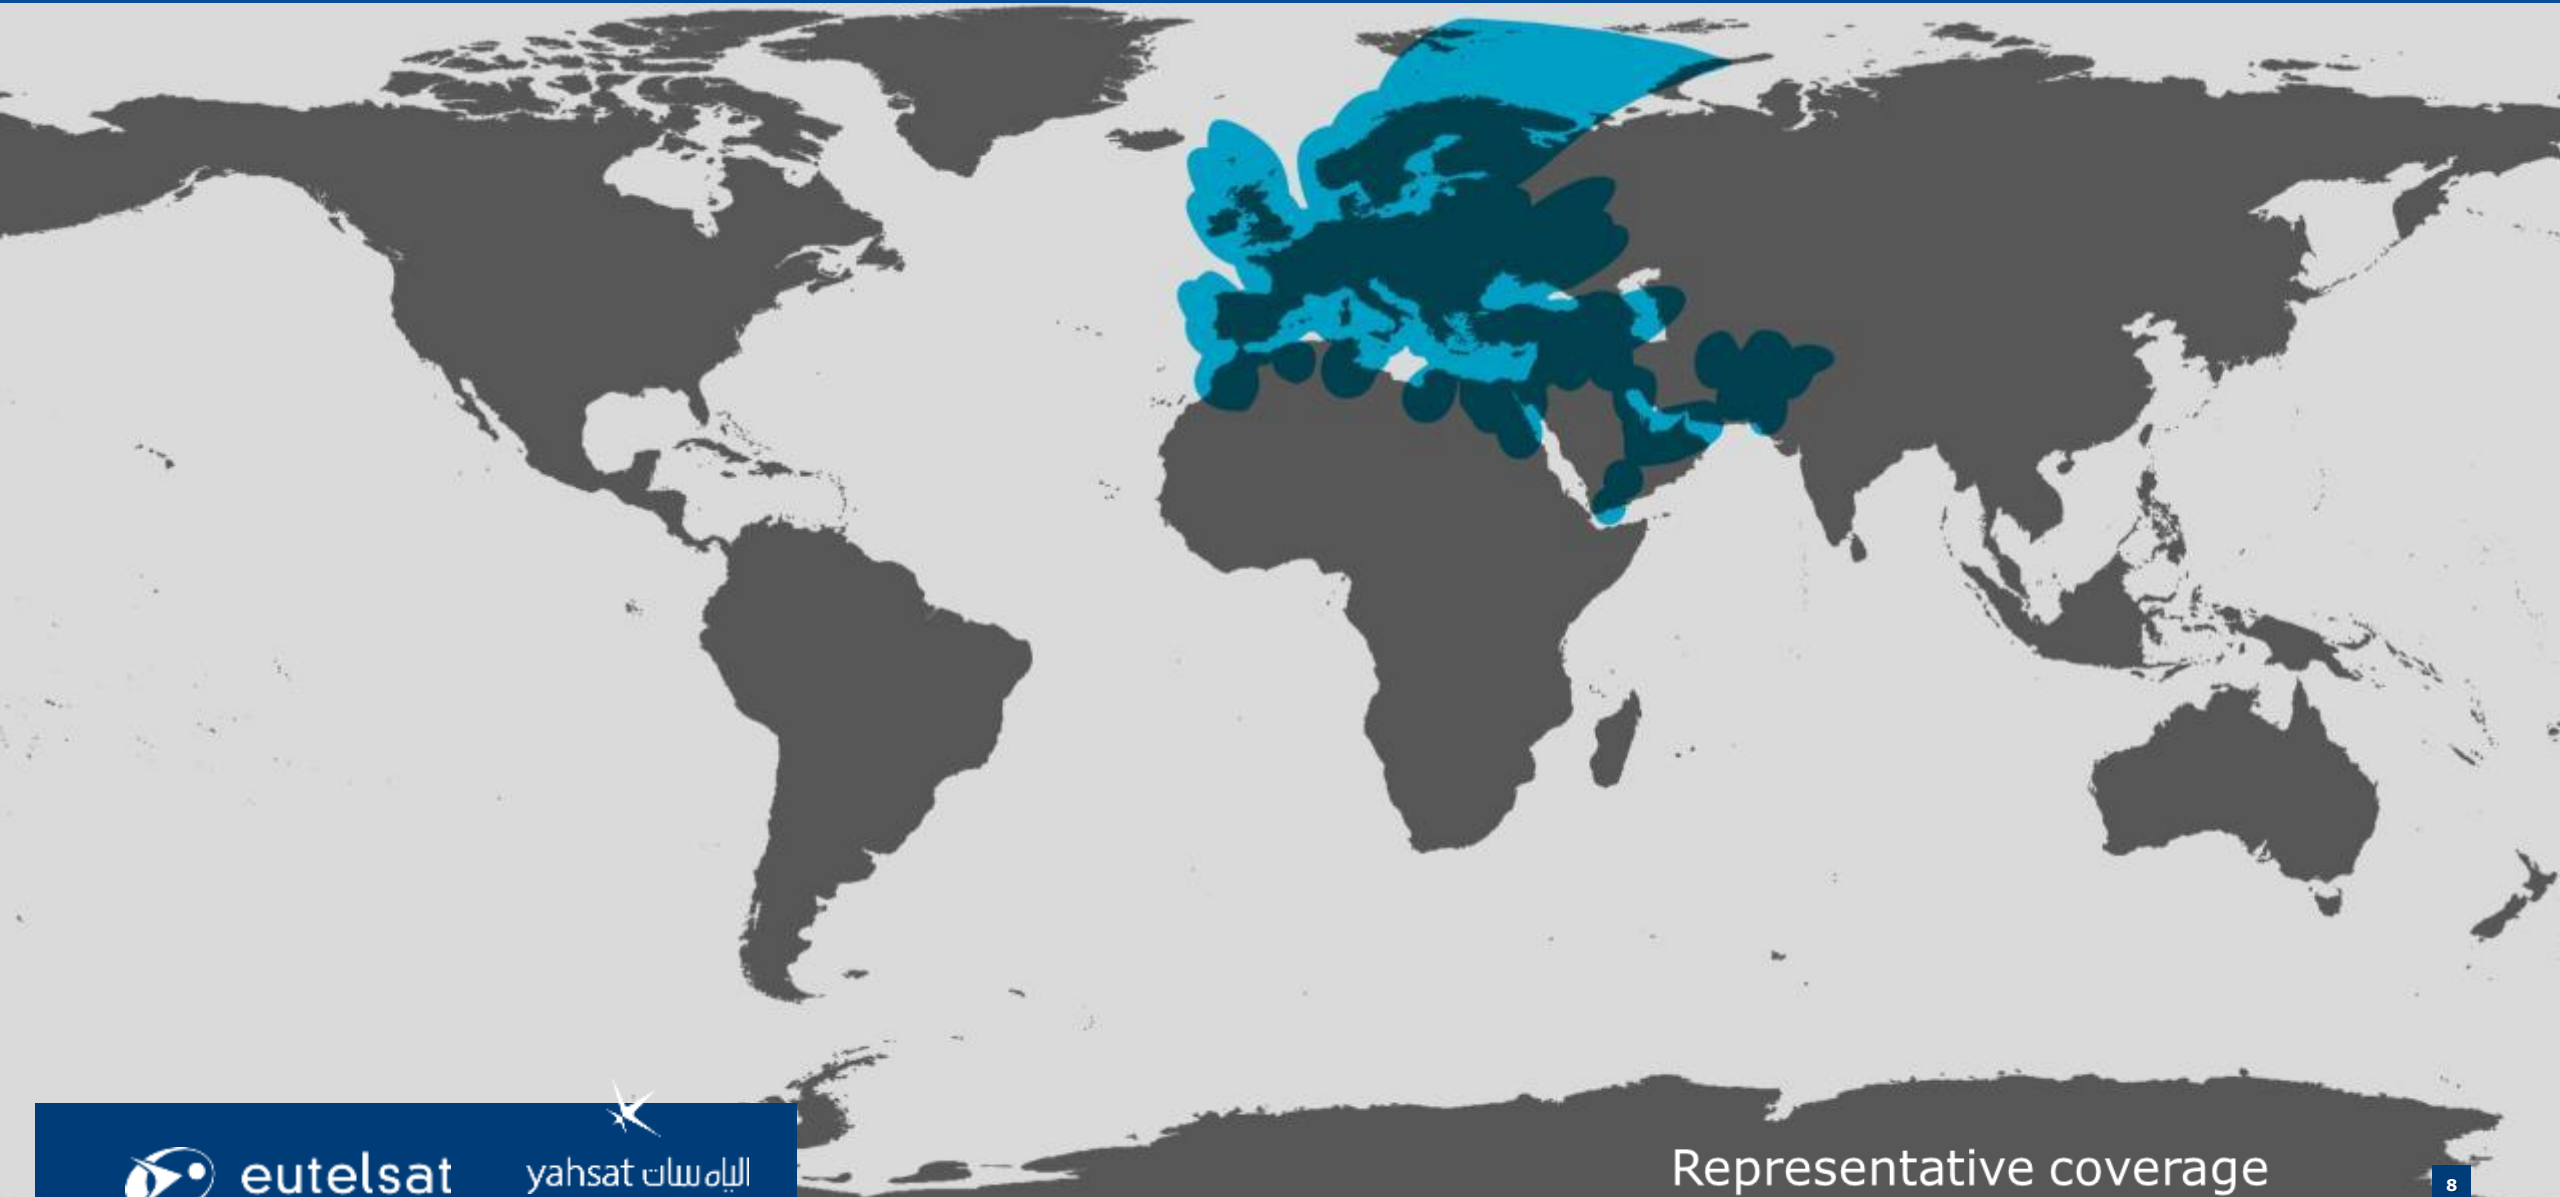 eutelsat
yahsat الياه سات
Representative coverage
8